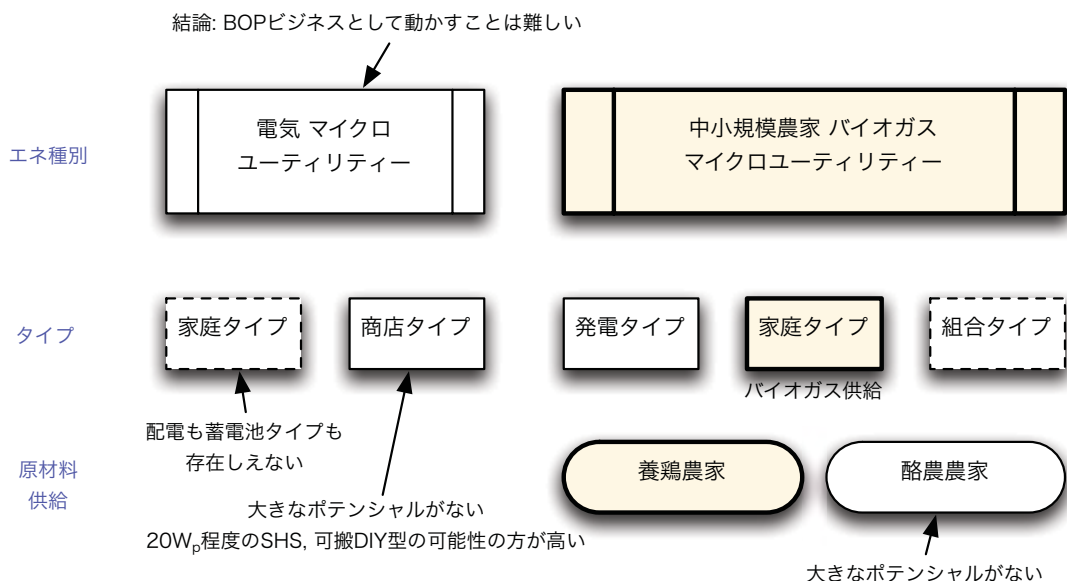 結論: BOPビジネスとして動かすことは難しい
エネ種別
電気 マイクロ
ユーティリティー
中小規模農家 バイオガス
マイクロユーティリティー
タイプ
家庭タイプ
商店タイプ
発電タイプ
家庭タイプ
組合タイプ
バイオガス供給
配電も蓄電池タイプも
存在しえない
原材料
供給
養鶏農家
酪農農家
大きなポテンシャルがない
20Wp程度のSHS, 可搬DIY型の可能性の方が高い
大きなポテンシャルがない